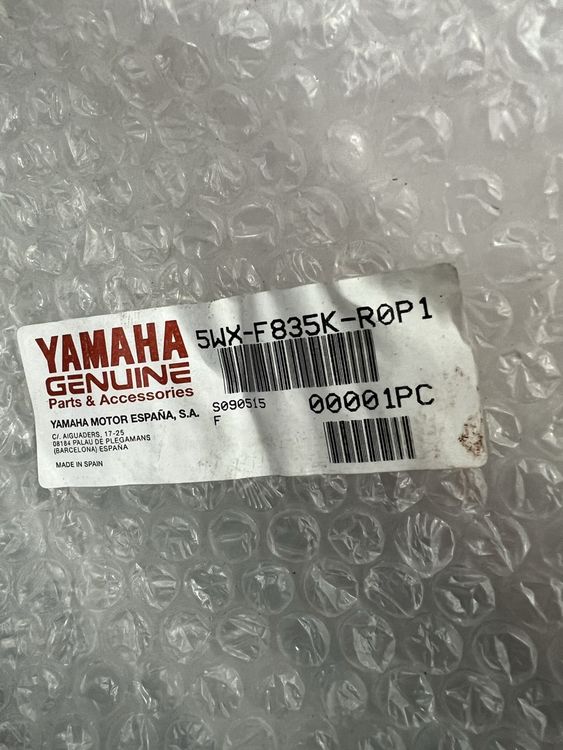 YAMAHA
GENUINE
Parts & Accessories
YAMAHA MOTOR ESPAÑA, S.A.
C/. AIGUADERS, 17-25
08184 PALAU DE PLEGAMANS
(BARCELONA) ESPAÑA
MADE IN SPAIN
5WX-F835K-R0P1
S090515
F
00001PC